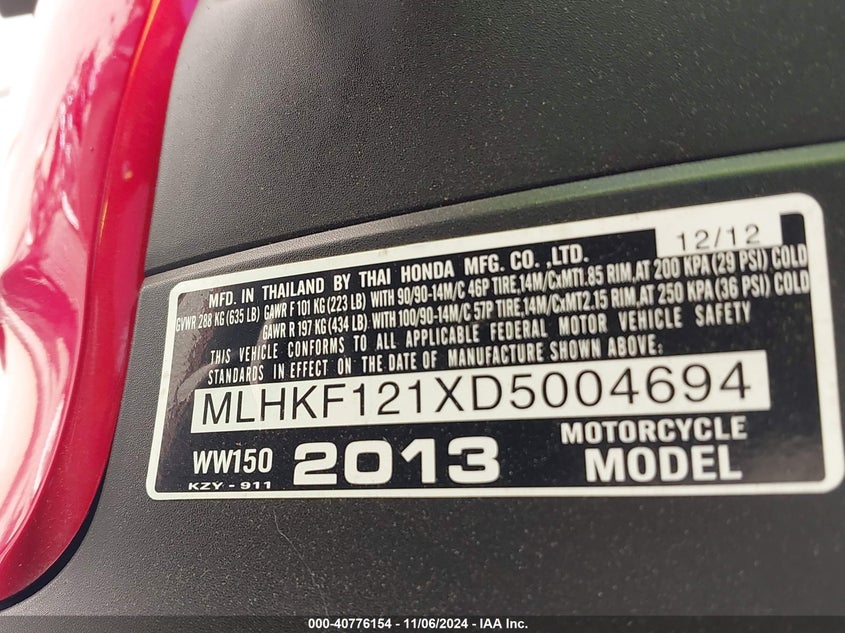 12/12
MFD. IN THAILAND BY THAI HONDA MFG. CO.,LTD.
GVWR 288 KG (635 LB) GAWR F 101 KG (223 LB) WITH 90/90-14M/C 46P TIRE,14M/CxMT1.85 RIM,AT 200 KPA (29 PSI) COLD
GAWR R 197 KG (434 LB) WITH 100/90-14M/C 57P TIRE,14M/CxMT2.15 RIM,AT 250 KPA (36 PSI) COLD
THIS VEHICLE CONFORMS TO ALL APPLICABLE FEDERAL MOTOR VEHICLE SAFETY
STANDARDS IN EFFECT ON THE DATE OF MANUFACTURE SHOWN ABOVE:
MLHKF121XD5004694
WW150 2013 MOTORCYCLE MODEL
KZY - 911
000-40776154 - 11/06/2024 - IAA Inc.